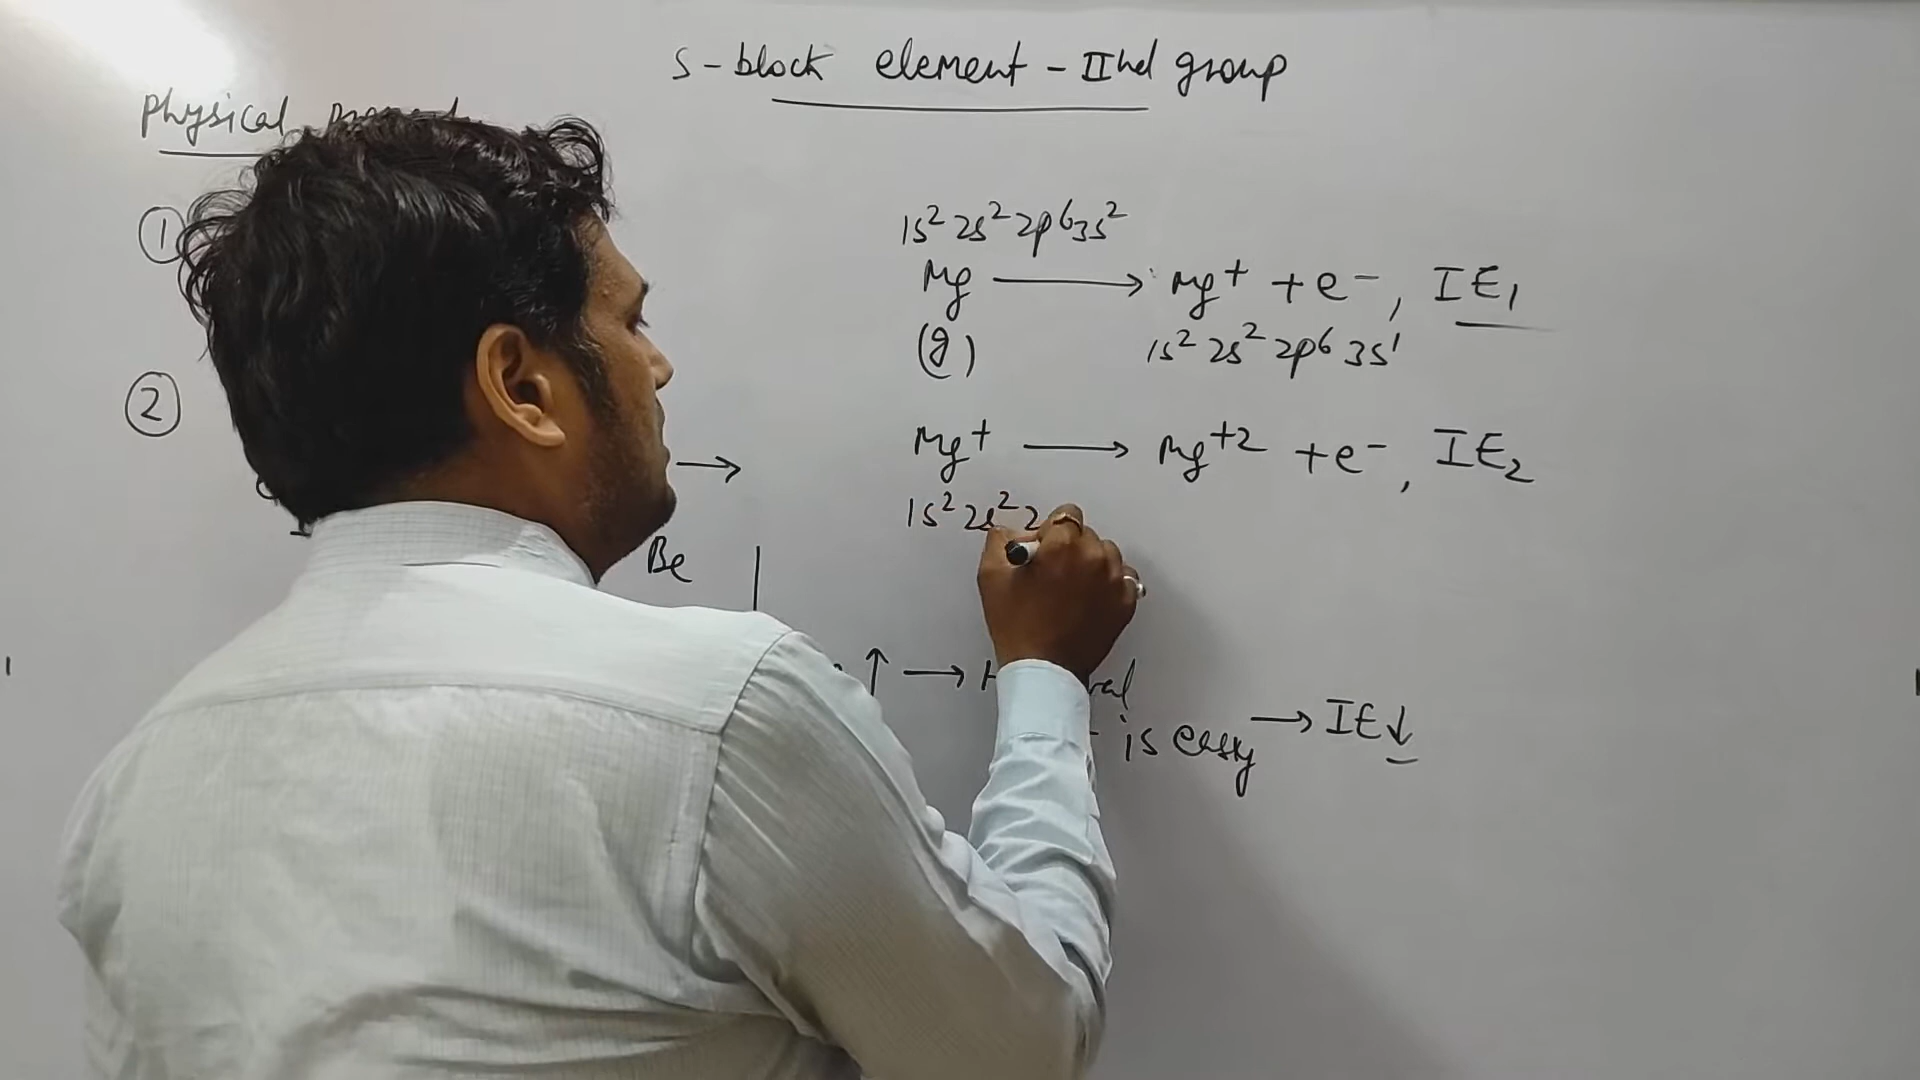 s-block element - IInd group
Physical
①
1s² 2s² 2p⁶ 3s²
Mg ⟶ Mg⁺ + e⁻, IE₁
(g)
1s² 2s² 2p⁶ 3s¹
②
Mg⁺ ⟶ Mg⁺² + e⁻, IE₂
→
1s² 2s² 2
Be
↑ →
is easy → IE↓